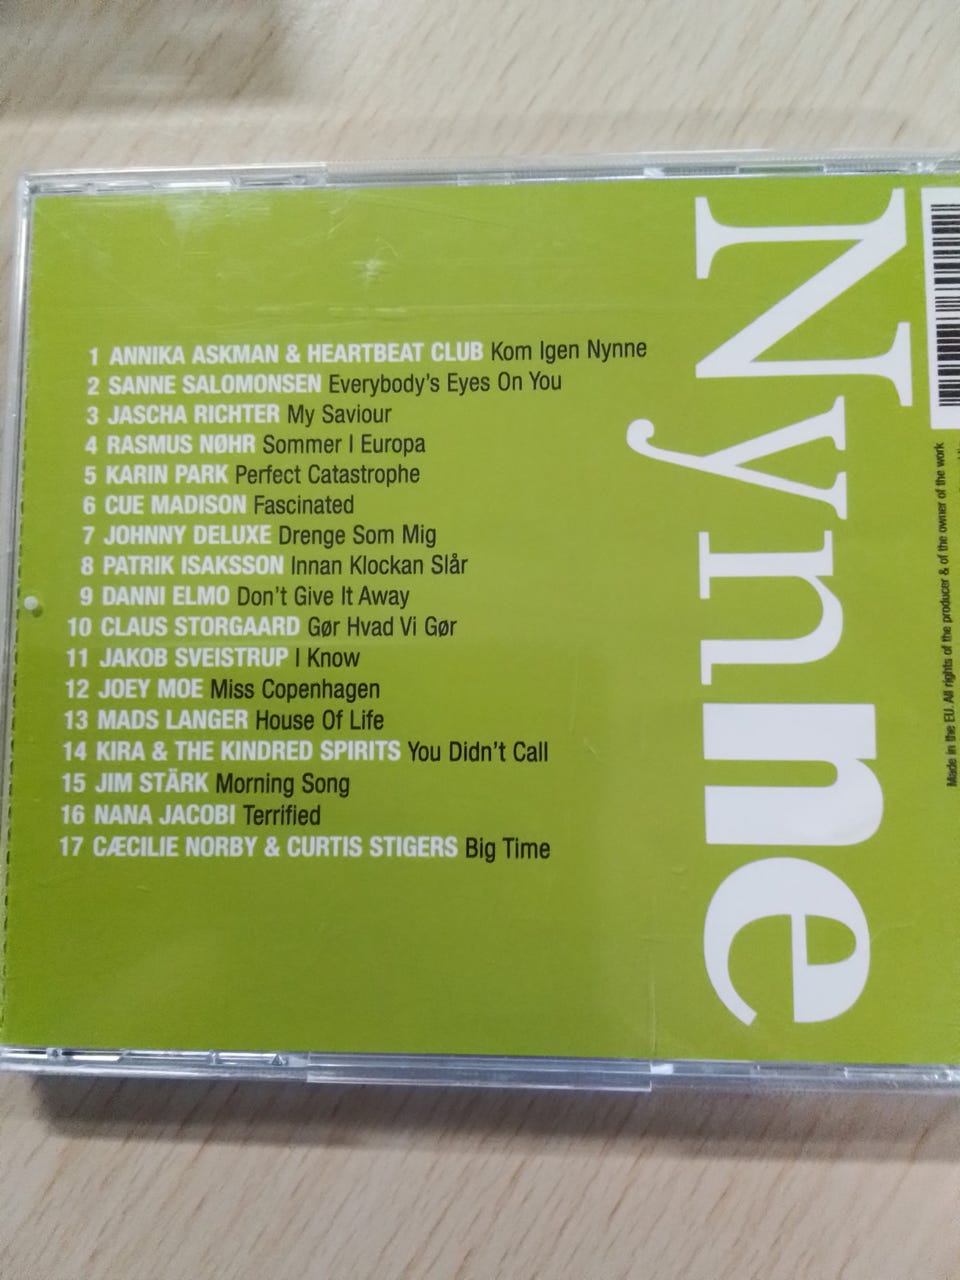 1 ANNIKA ASKMAN & HEARTBEAT CLUB Kom Igen Nynne
2 SANNE SALOMONSEN Everybody's Eyes On You
3 JASCHA RICHTER My Saviour
4 RASMUS NØHR Sommer I Europa
5 KARIN PARK Perfect Catastrophe
6 CUE MADISON Fascinated
7 JOHNNY DELUXE Drenge Som Mig
8 PATRIK ISAKSSON Innan Klockan Slår
9 DANNI ELMO Don't Give It Away
10 CLAUS STORGAARD Gør Hvad Vi Gør
11 JAKOB SVEISTRUP I Know
12 JOEY MOE Miss Copenhagen
13 MADS LANGER House Of Life
14 KIRA & THE KINDRED SPIRITS You Didn't Call
15 JIM STÄRK Morning Song
16 NANA JACOBI Terrified
17 CÆCILIE NORBY & CURTIS STIGERS Big Time
Nynne
Made in the EU. All rights of the producer & of the owner of the work